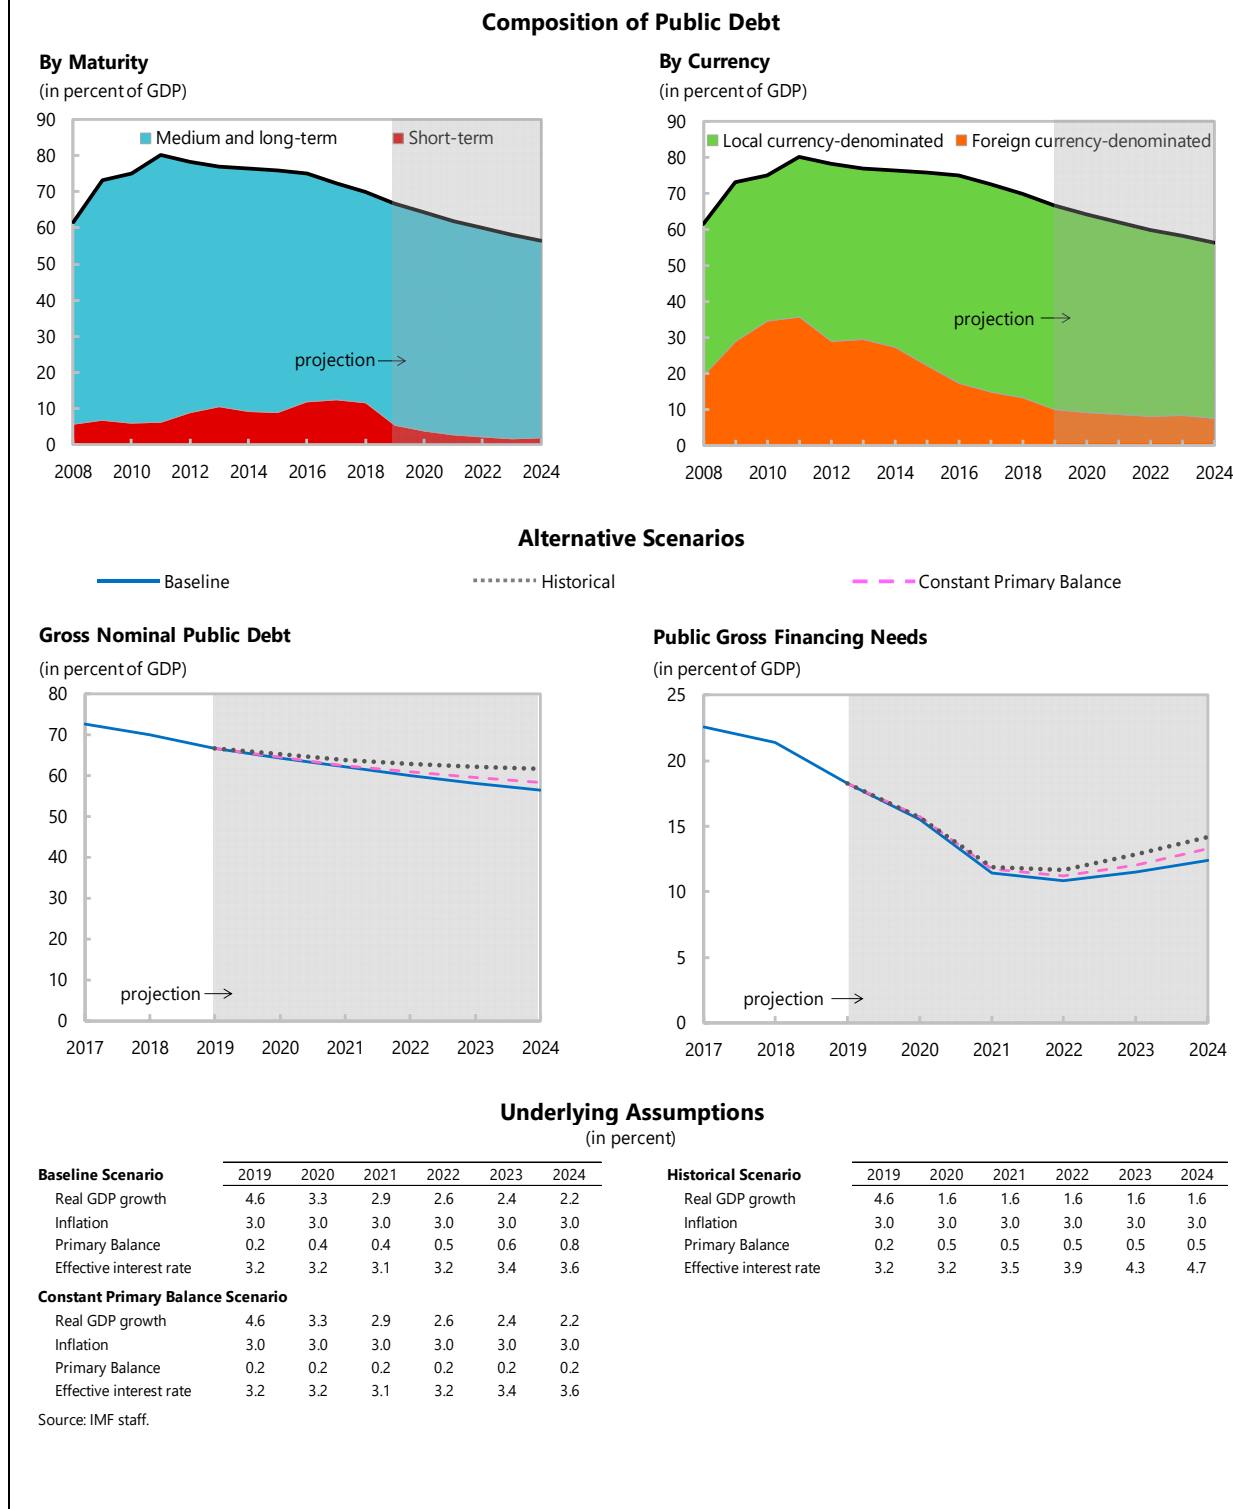 Composition of Public Debt
By Maturity
(in percent of GDP)
90
80
70
60
50
40
30
20
10
0
Medium and long-term Short-term
projection
2008 2010 2012 2014 2016 2018 2020 2022 2024
By Currency
(in percent of GDP)
90
80
70
60
50
40
30
20
10
0
Local currency-denominated Foreign currency-denominated
projection
2008 2010 2012 2014 2016 2018 2020 2022 2024
Alternative Scenarios
Baseline Historical Constant Primary Balance
Gross Nominal Public Debt
(in percent of GDP)
80
70
60
50
40
30
20
10
0
projection
2017 2018 2019 2020 2021 2022 2023 2024
Public Gross Financing Needs
(in percent of GDP)
25
20
15
10
5
0
projection
2017 2018 2019 2020 2021 2022 2023 2024
Underlying Assumptions
(in percent)
Baseline Scenario 2019 2020 2021 2022 2023 2024
Real GDP growth 4.6 3.3 2.9 2.6 2.4 2.2
Inflation 3.0 3.0 3.0 3.0 3.0 3.0
Primary Balance 0.2 0.4 0.4 0.5 0.6 0.8
Effective interest rate 3.2 3.2 3.1 3.2 3.4 3.6
Constant Primary Balance Scenario
Real GDP growth 4.6 3.3 2.9 2.6 2.4 2.2
Inflation 3.0 3.0 3.0 3.0 3.0 3.0
Primary Balance 0.2 0.2 0.2 0.2 0.2 0.2
Effective interest rate 3.2 3.2 3.1 3.2 3.4 3.6
Historical Scenario 2019 2020 2021 2022 2023 2024
Real GDP growth 4.6 1.6 1.6 1.6 1.6 1.6
Inflation 3.0 3.0 3.0 3.0 3.0 3.0
Primary Balance 0.2 0.5 0.5 0.5 0.5 0.5
Effective interest rate 3.2 3.2 3.5 3.9 4.3 4.7
Source: IMF staff.